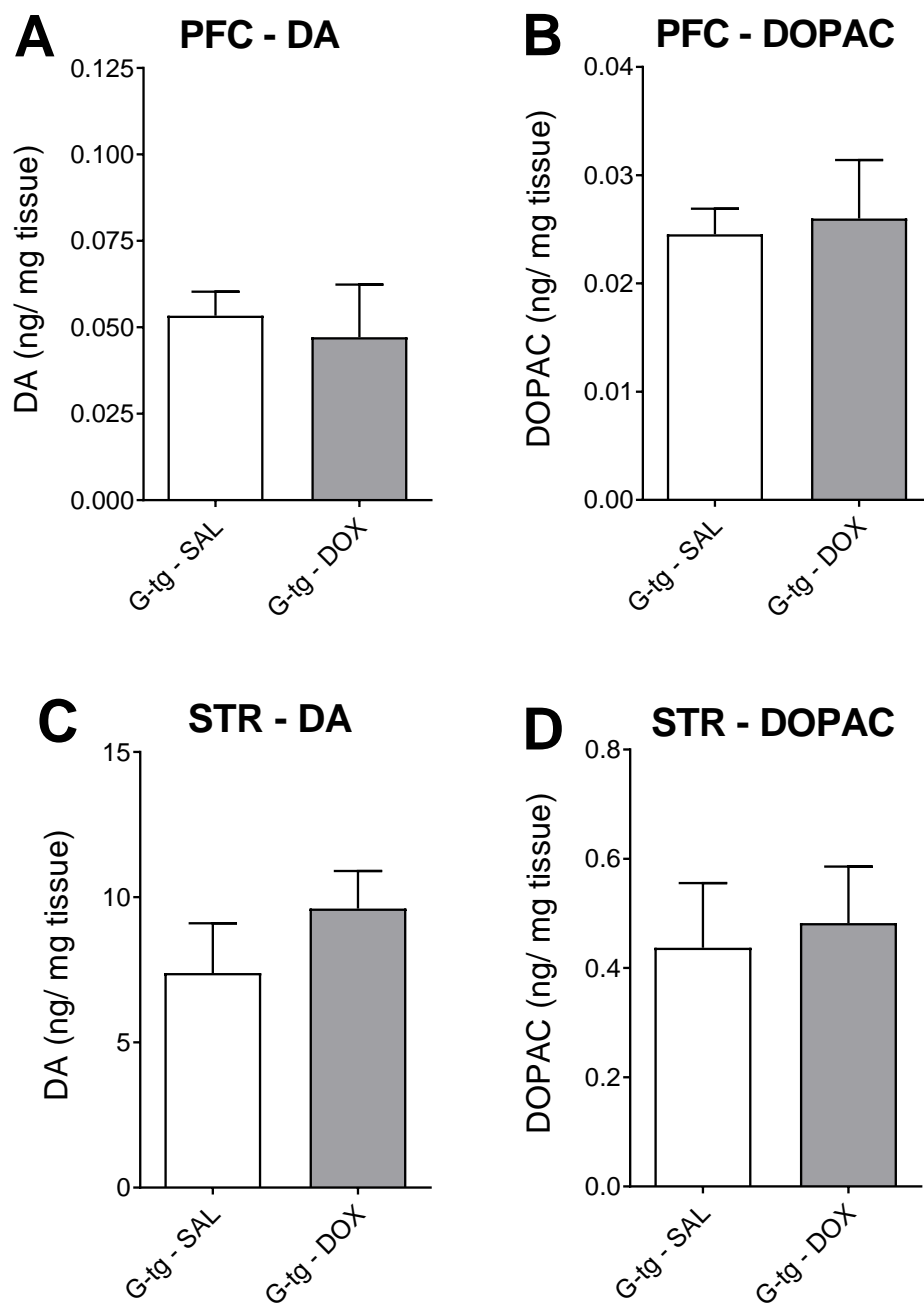 A PFC - DA
0.125
0.100
0.075
0.050
0.025
0.000
DA (ng/ mg tissue)
G-tg - SAL
G-tg - DOX
B PFC - DOPAC
0.04
0.03
0.02
0.01
0.00
DOPAC (ng/ mg tissue)
G-tg - SAL
G-tg - DOX
C STR - DA
15
10
5
0
DA (ng/ mg tissue)
G-tg - SAL
G-tg - DOX
D STR - DOPAC
0.8
0.6
0.4
0.2
0.0
DOPAC (ng/ mg tissue)
G-tg - SAL
G-tg - DOX